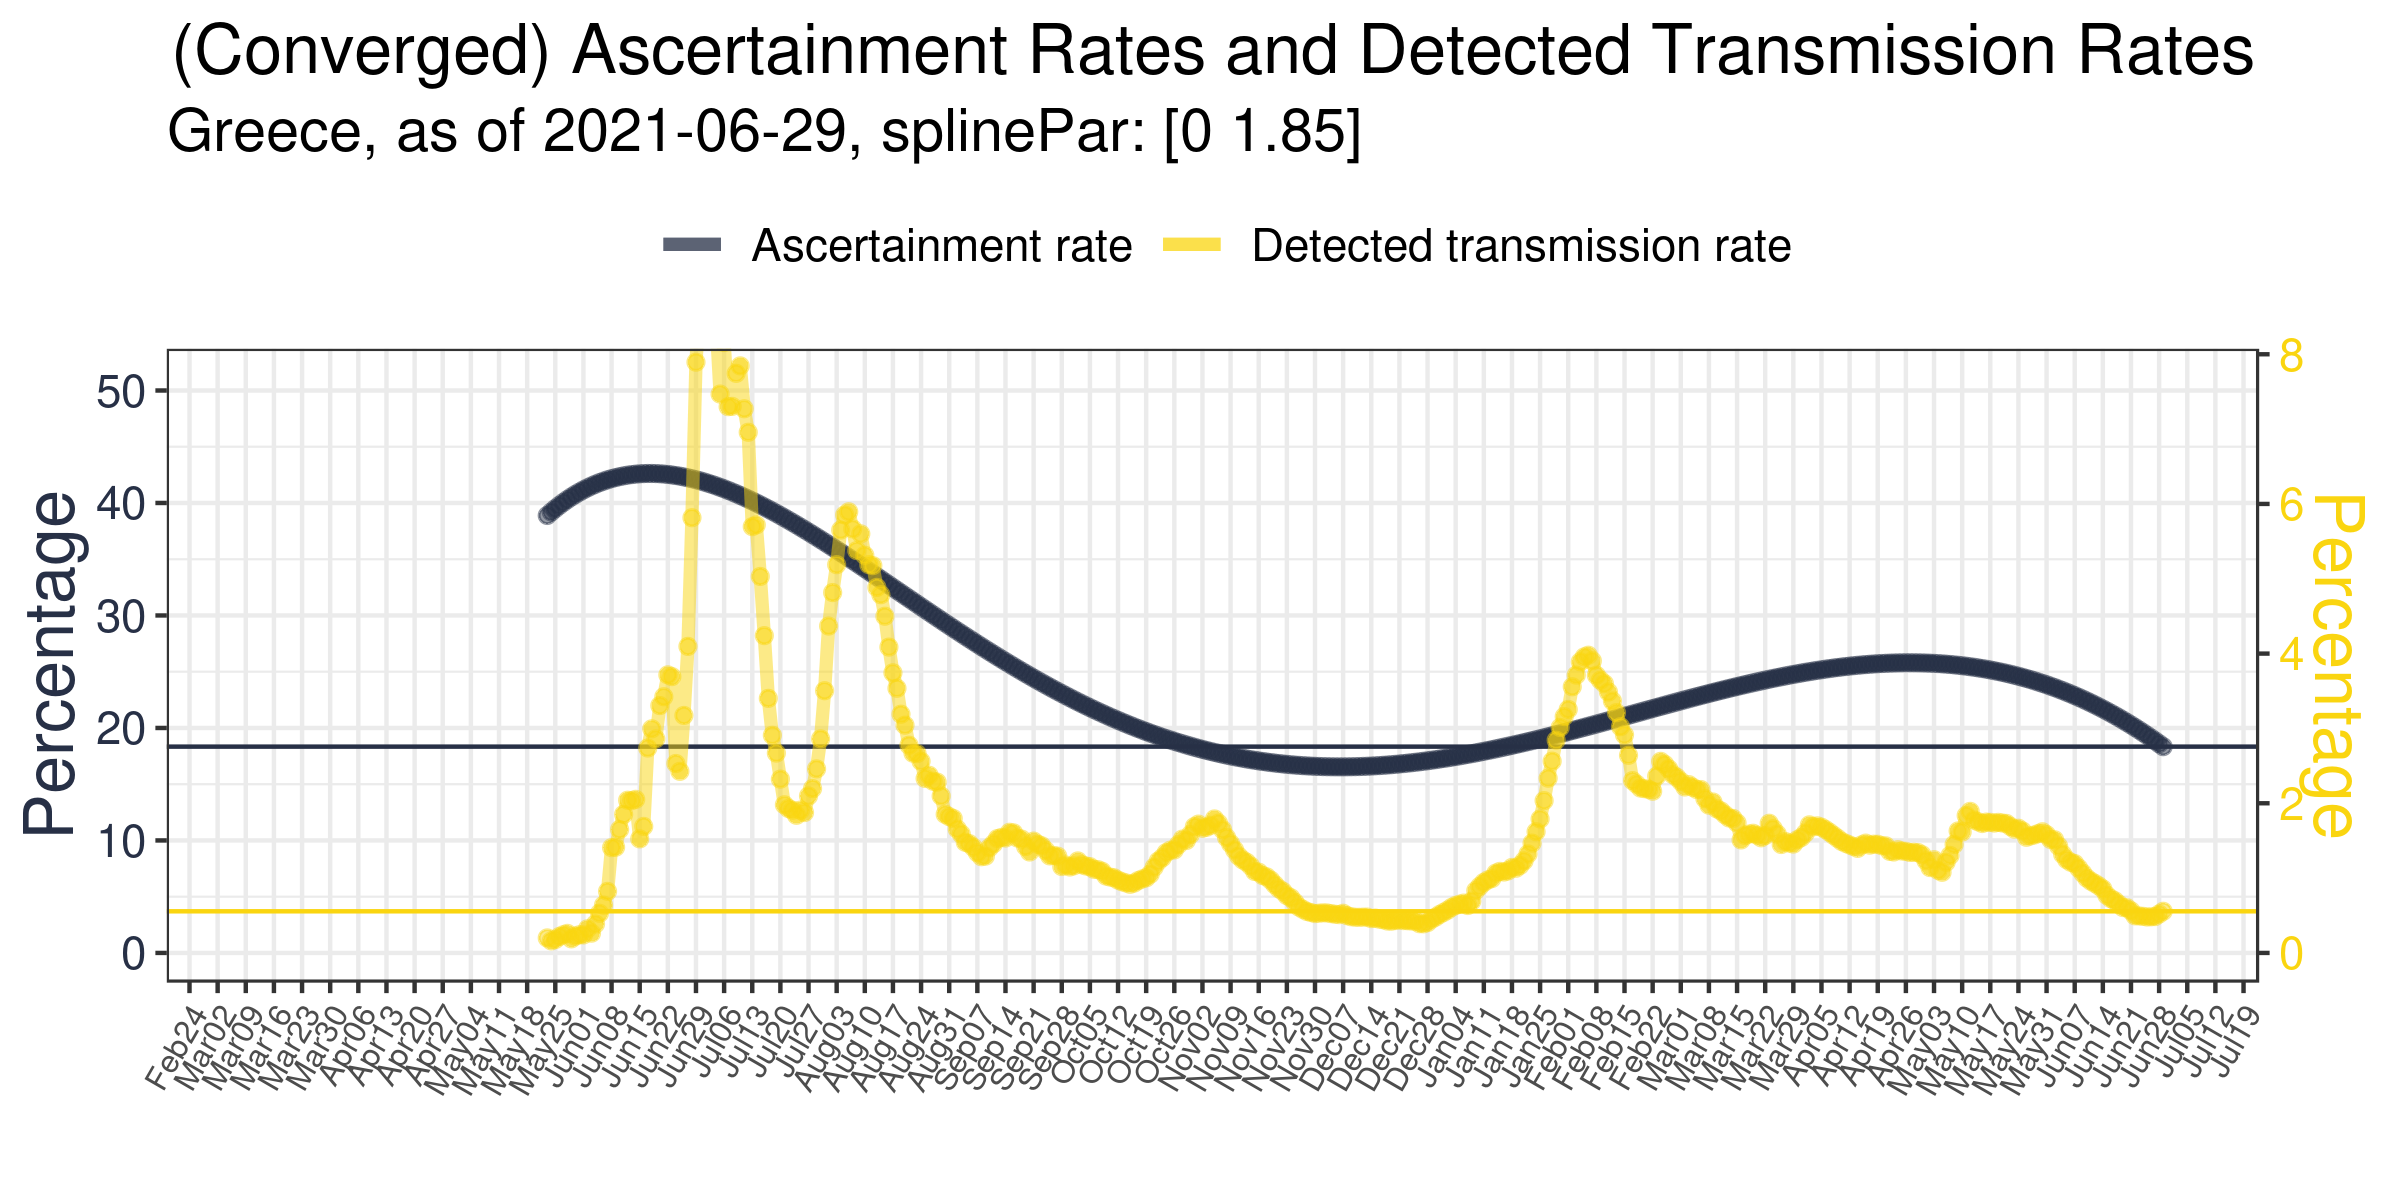 (Converged) Ascertainment Rates and Detected Transmission Rates
Greece, as of 2021-06-29, splinePar: [0 1.85]
Ascertainment rate
Detected transmission rate
Percentage
50
40
30
20
10
0
8
6
4
2
0
Percentage
Feb24
Mar02
Mar09
Mar16
Mar23
Mar30
Apr06
Apr13
Apr20
Apr27
May04
May11
May18
May25
Jun01
Jun08
Jun15
Jun22
Jun29
Jul06
Jul13
Jul20
Jul27
Aug03
Aug10
Aug17
Aug24
Aug31
Sep07
Sep14
Sep21
Sep28
Oct05
Oct12
Oct19
Oct26
Nov02
Nov09
Nov16
Nov23
Nov30
Dec07
Dec14
Dec21
Dec28
Jan04
Jan11
Jan18
Jan25
Feb01
Feb08
Feb15
Feb22
Mar01
Mar08
Mar15
Mar22
Mar29
Apr05
Apr12
Apr19
Apr26
May03
May10
May17
May24
May31
Jun07
Jun14
Jun21
Jun28
Jul05
Jul12
Jul19